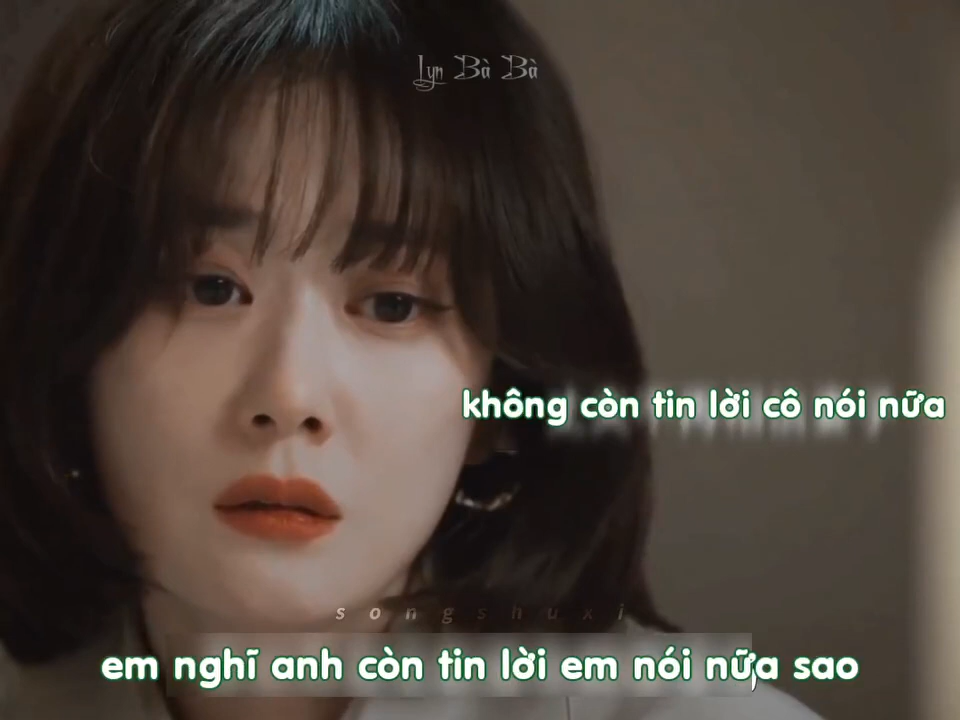 Lyn Bà Bà
không còn tin lời cô nói nữa
songshuxi
em nghĩ anh còn tin lời em nói nữa sao